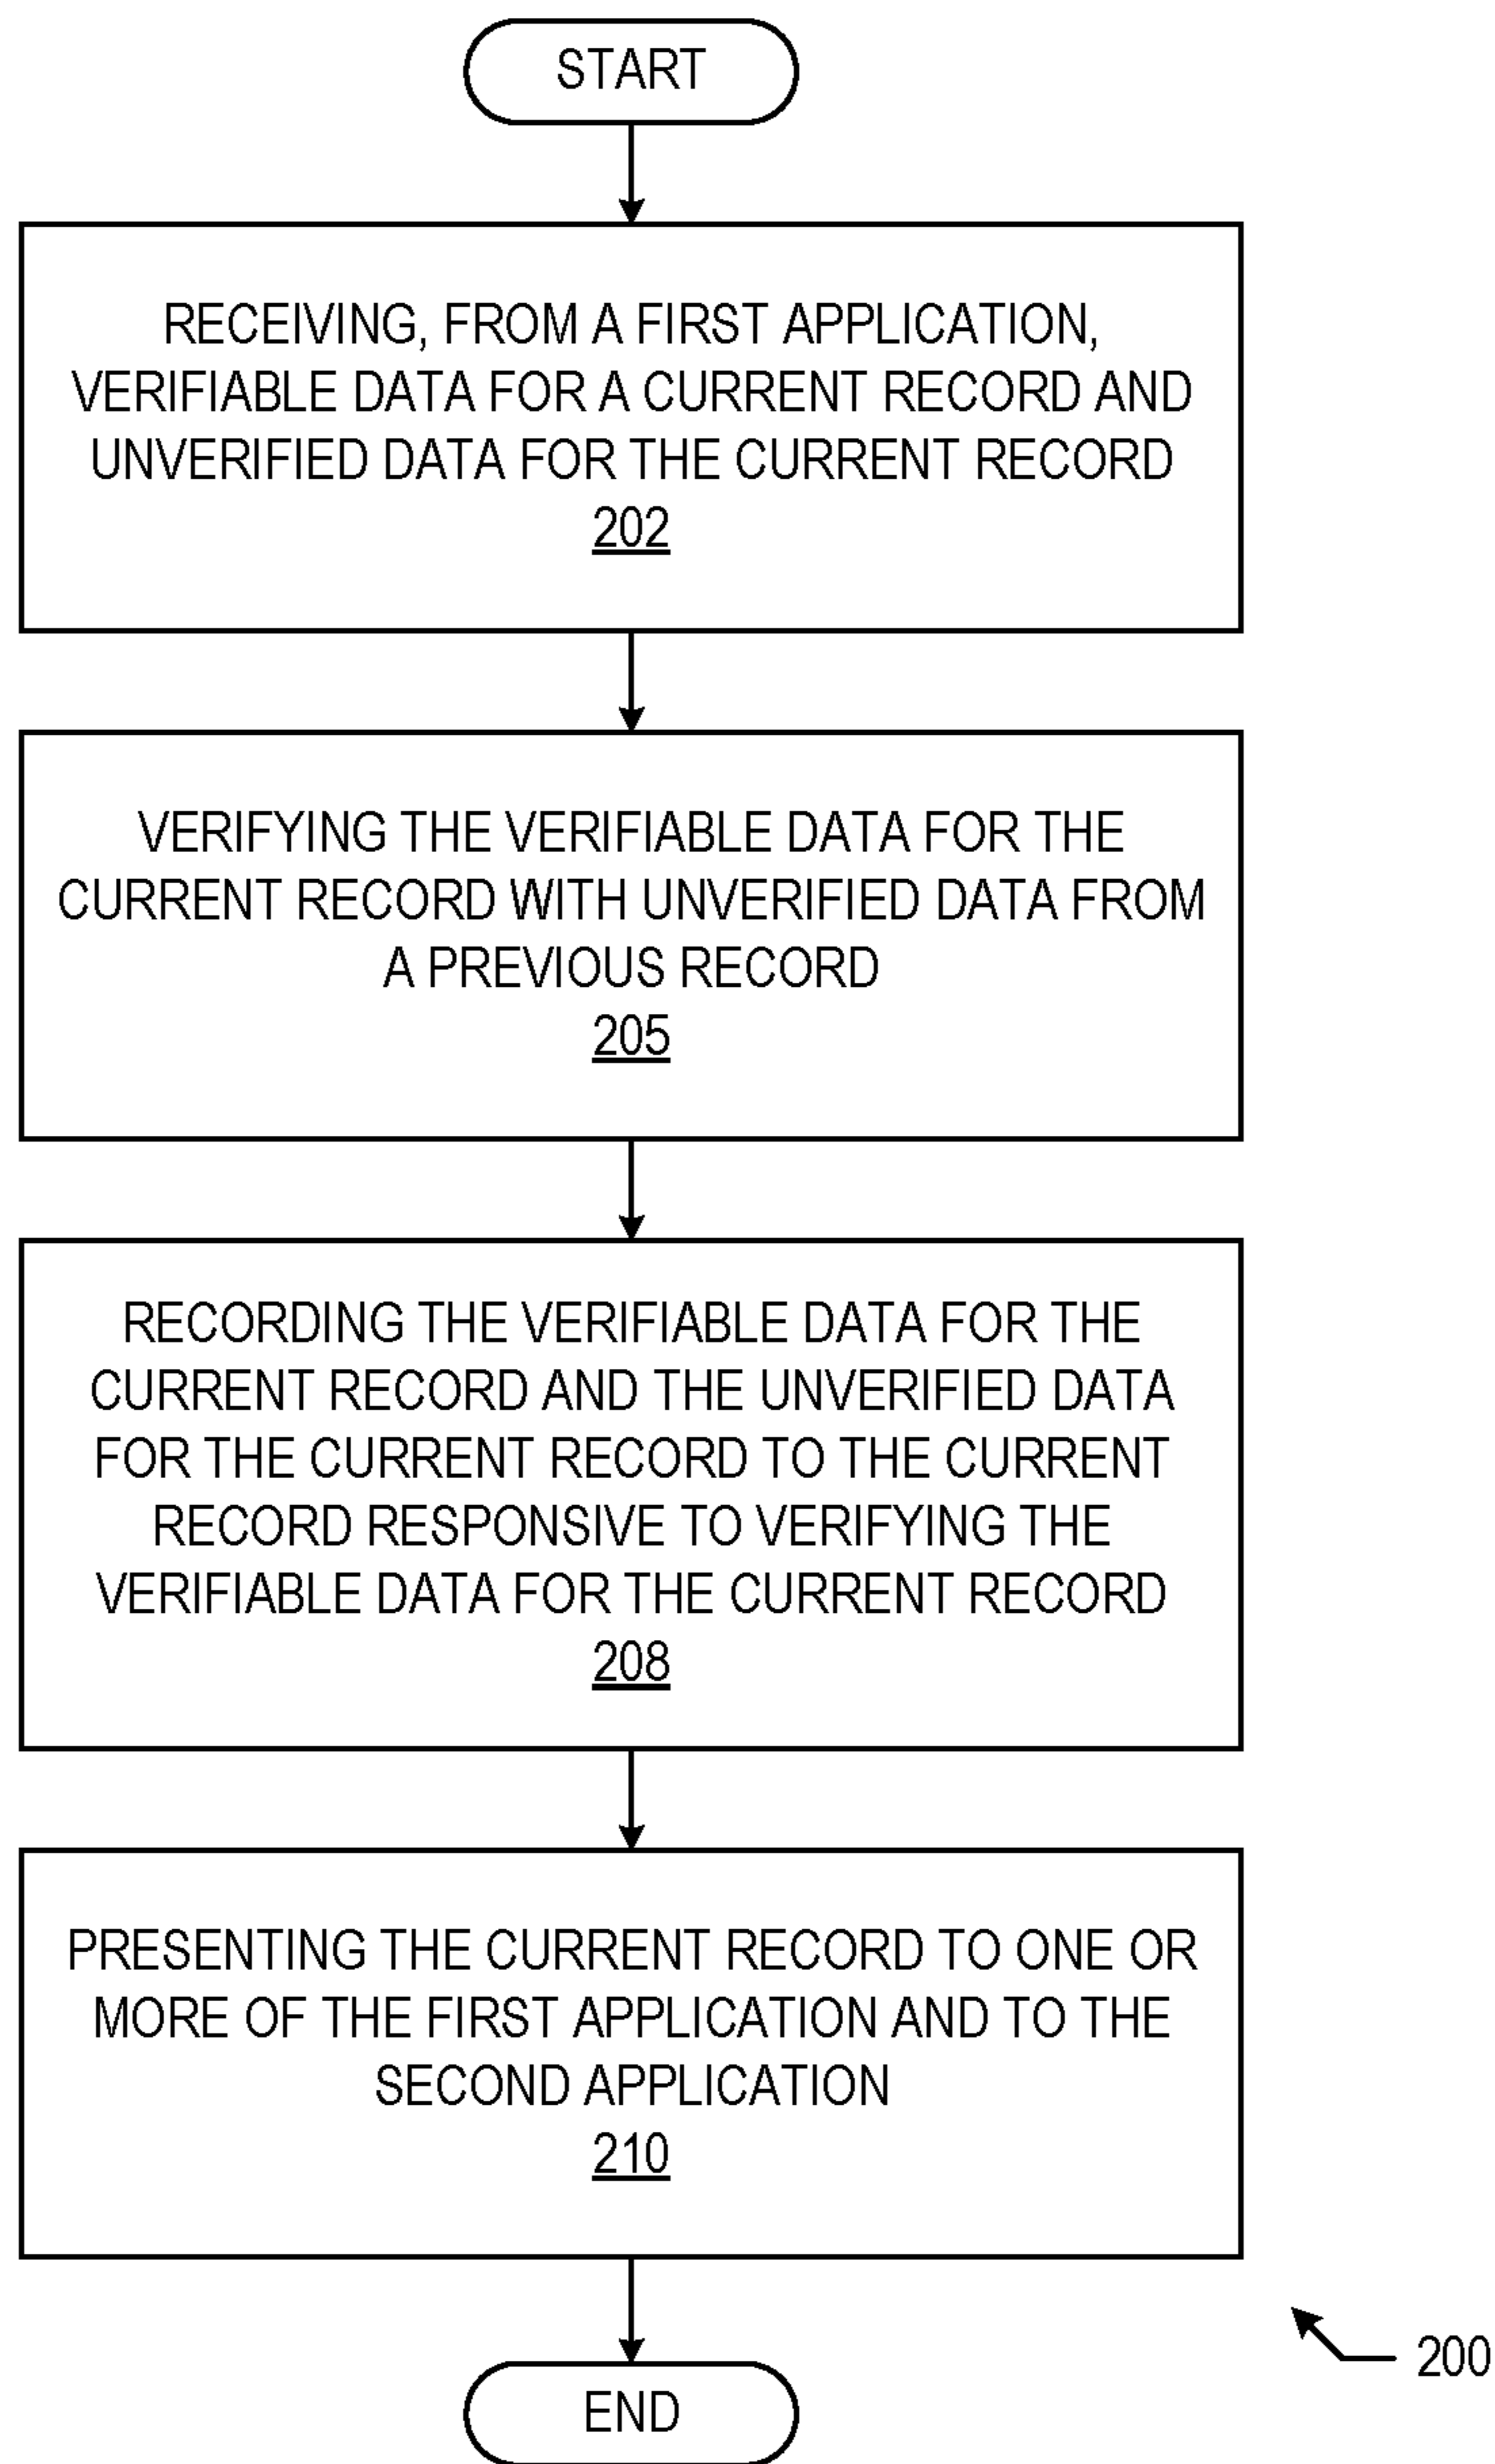 START
RECEIVING, FROM A FIRST APPLICATION,
VERIFIABLE DATA FOR A CURRENT RECORD AND
UNVERIFIED DATA FOR THE CURRENT RECORD
202
VERIFYING THE VERIFIABLE DATA FOR THE
CURRENT RECORD WITH UNVERIFIED DATA FROM
A PREVIOUS RECORD
205
RECORDING THE VERIFIABLE DATA FOR THE
CURRENT RECORD AND THE UNVERIFIED DATA
FOR THE CURRENT RECORD TO THE CURRENT
RECORD RESPONSIVE TO VERIFYING THE
VERIFIABLE DATA FOR THE CURRENT RECORD
208
PRESENTING THE CURRENT RECORD TO ONE OR
MORE OF THE FIRST APPLICATION AND TO THE
SECOND APPLICATION
210
200
END